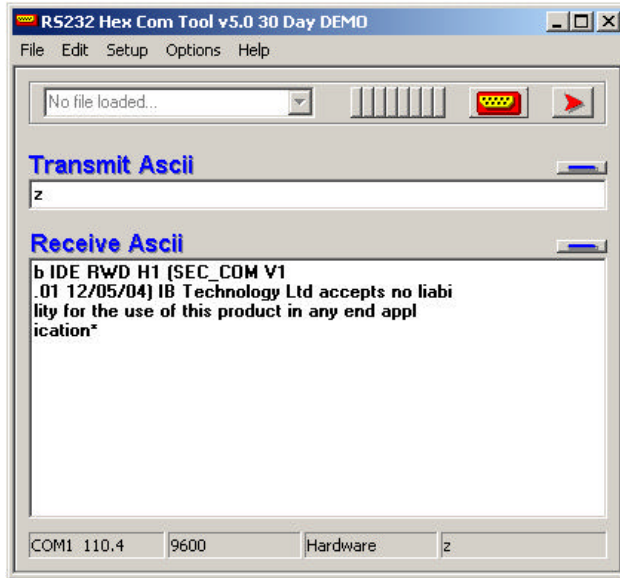 RS232 Hex Com Tool v5.0 30 Day DEMO
File Edit Setup Options Help
No file loaded...
Transmit Ascii
z
Receive Ascii
b IDE RWD H1 (SEC_COM V1
.01 12/05/04) IB Technology Ltd accepts no liabi
lity for the use of this product in any end appl
ication*
COM1 110.4 9600 Hardware z